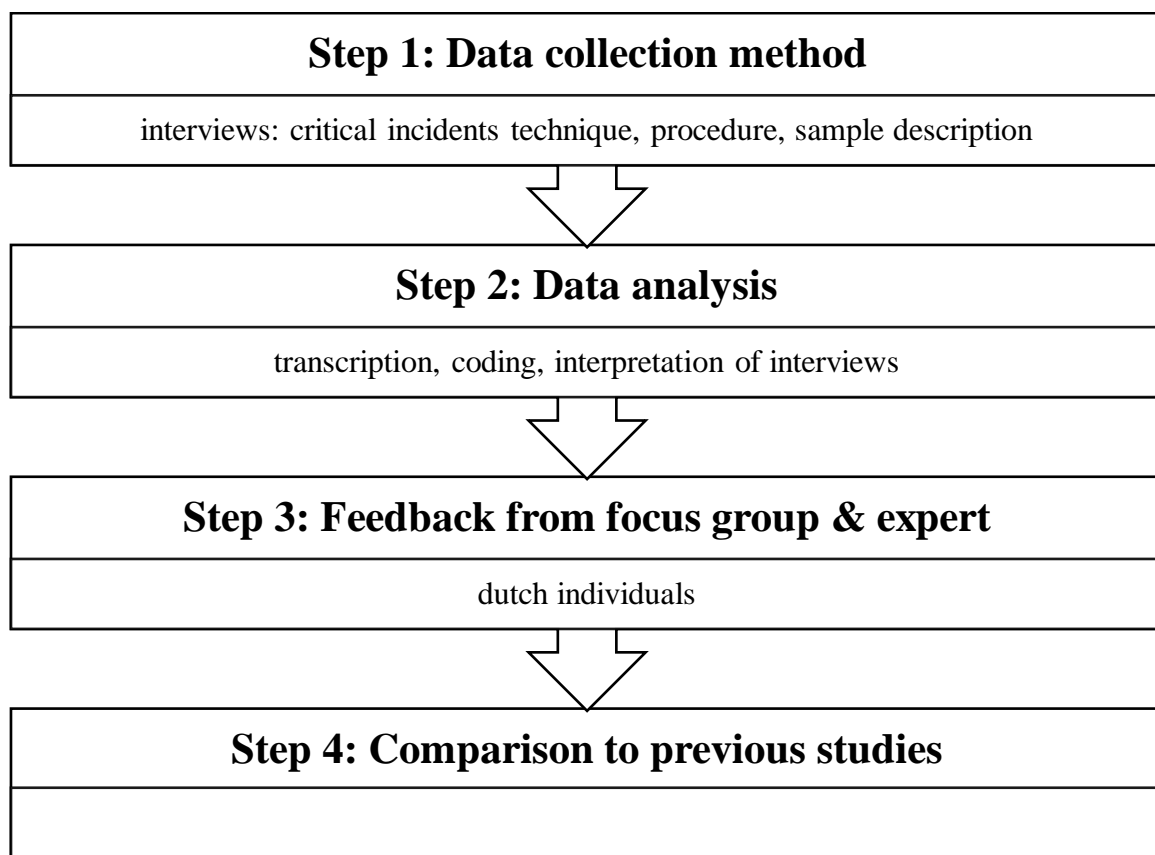 Step 1: Data collection method
interviews: critical incidents technique, procedure, sample description
Step 2: Data analysis
transcription, coding, interpretation of interviews
Step 3: Feedback from focus group & expert
dutch individuals
Step 4: Comparison to previous studies